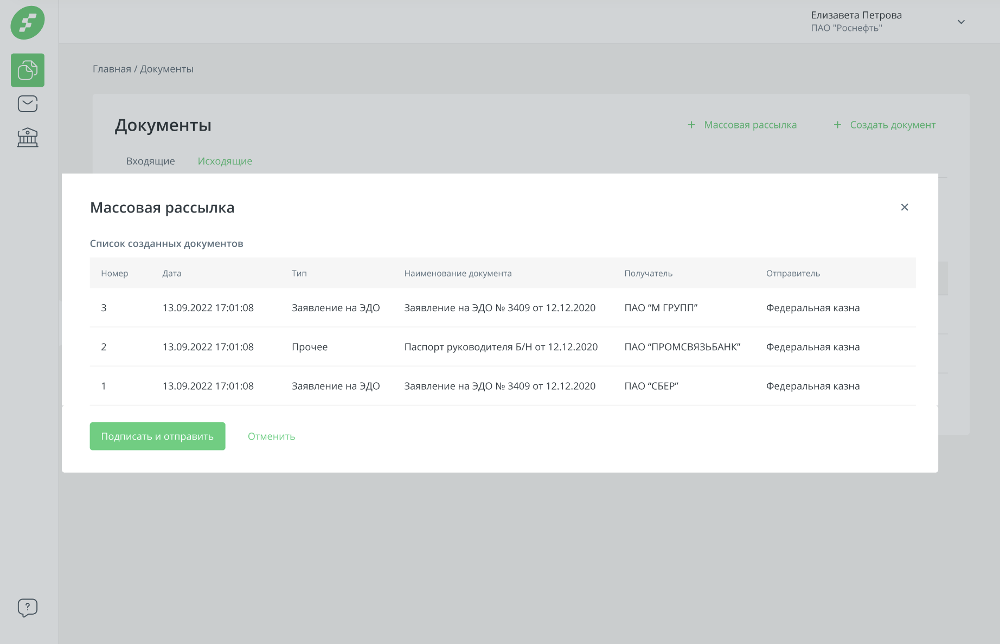 Елизавета Петрова
ПАО "Роснефть"
Главная / Документы
Документы
+ Массовая рассылка
+ Создать документ
Входящие Исходящие
Массовая рассылка
Список созданных документов
Номер Дата Тип Наименование документа Получатель Отправитель
3 13.09.2022 17:01:08 Заявление на ЭДО Заявление на ЭДО № 3409 от 12.12.2020 ПАО “М ГРУПП” Федеральная казна
2 13.09.2022 17:01:08 Прочее Паспорт руководителя Б/Н от 12.12.2020 ПАО “ПРОМСВЯЗЬБАНК” Федеральная казна
1 13.09.2022 17:01:08 Заявление на ЭДО Заявление на ЭДО № 3409 от 12.12.2020 ПАО “СБЕР” Федеральная казна
Подписать и отправить Отменить
?